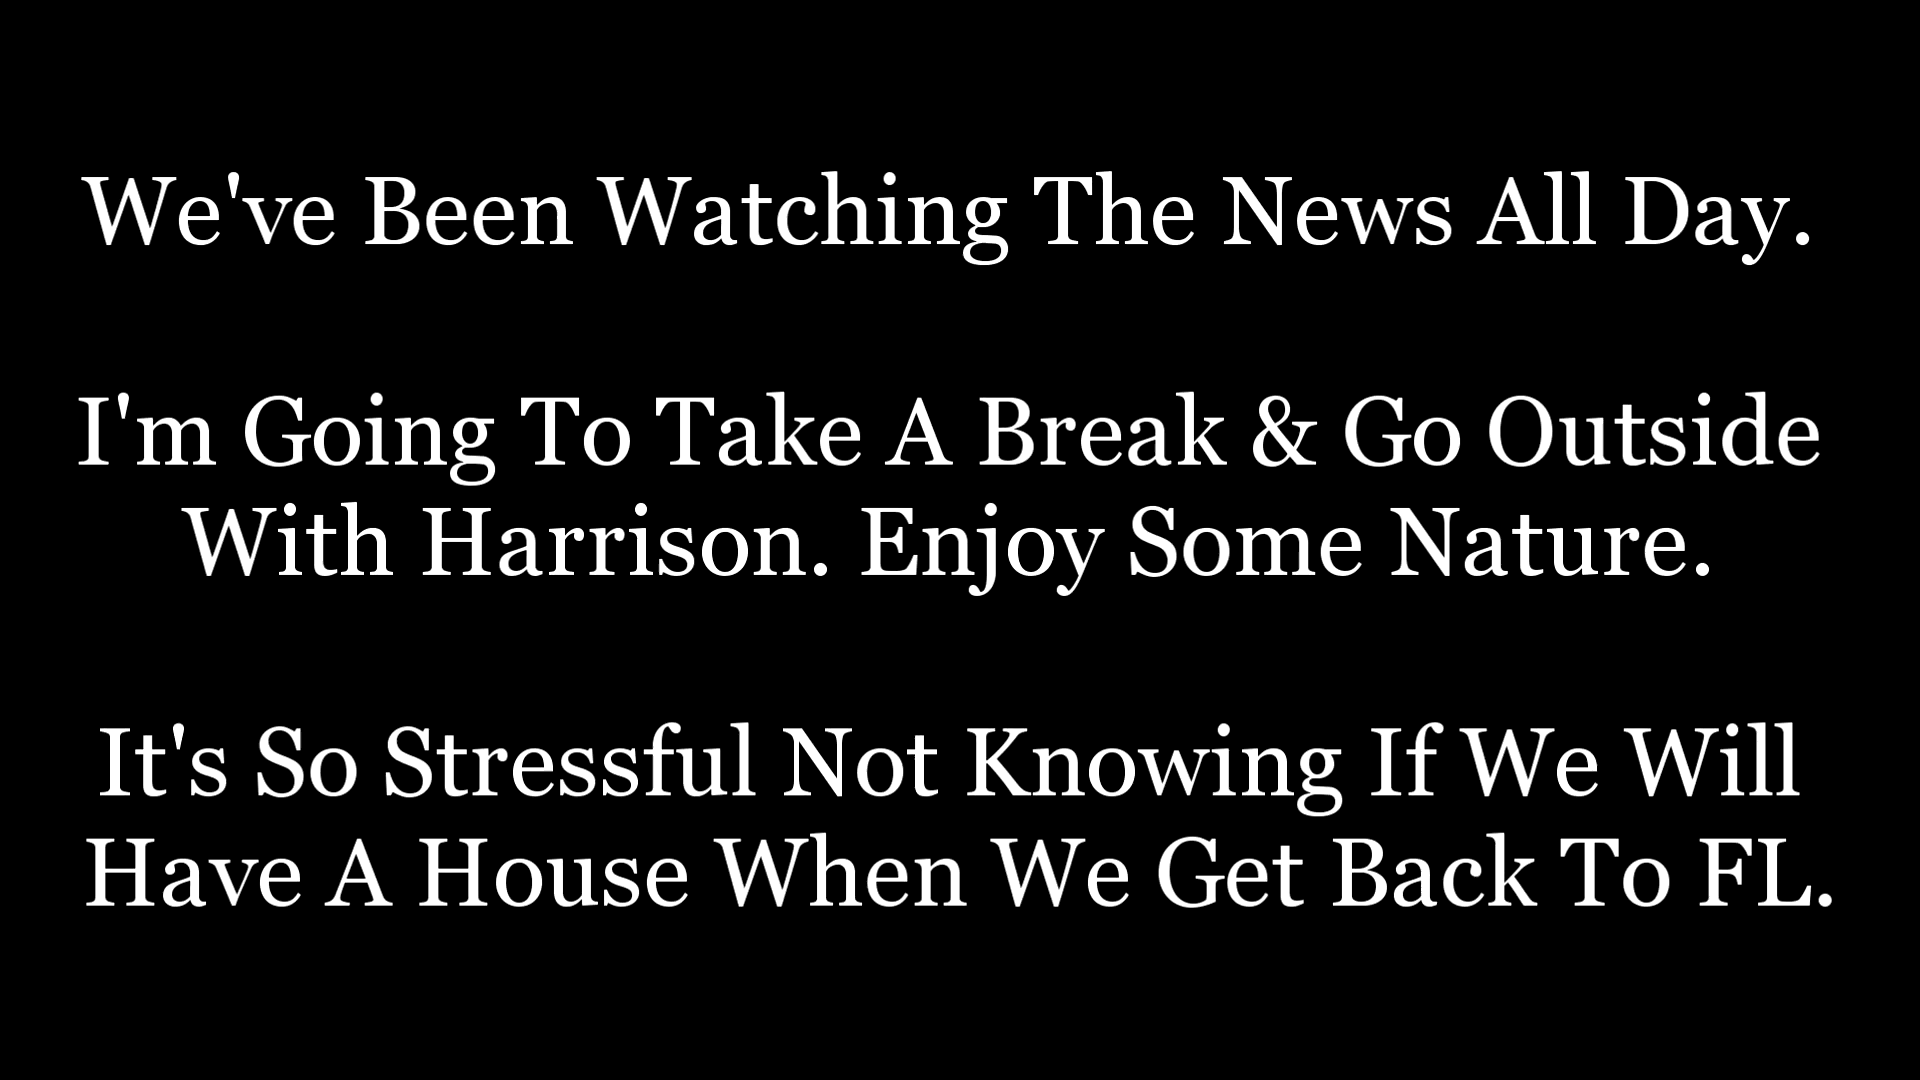 We've Been Watching The News All Day.
I'm Going To Take A Break & Go Outside
With Harrison. Enjoy Some Nature.
It's So Stressful Not Knowing If We Will
Have A House When We Get Back To FL.